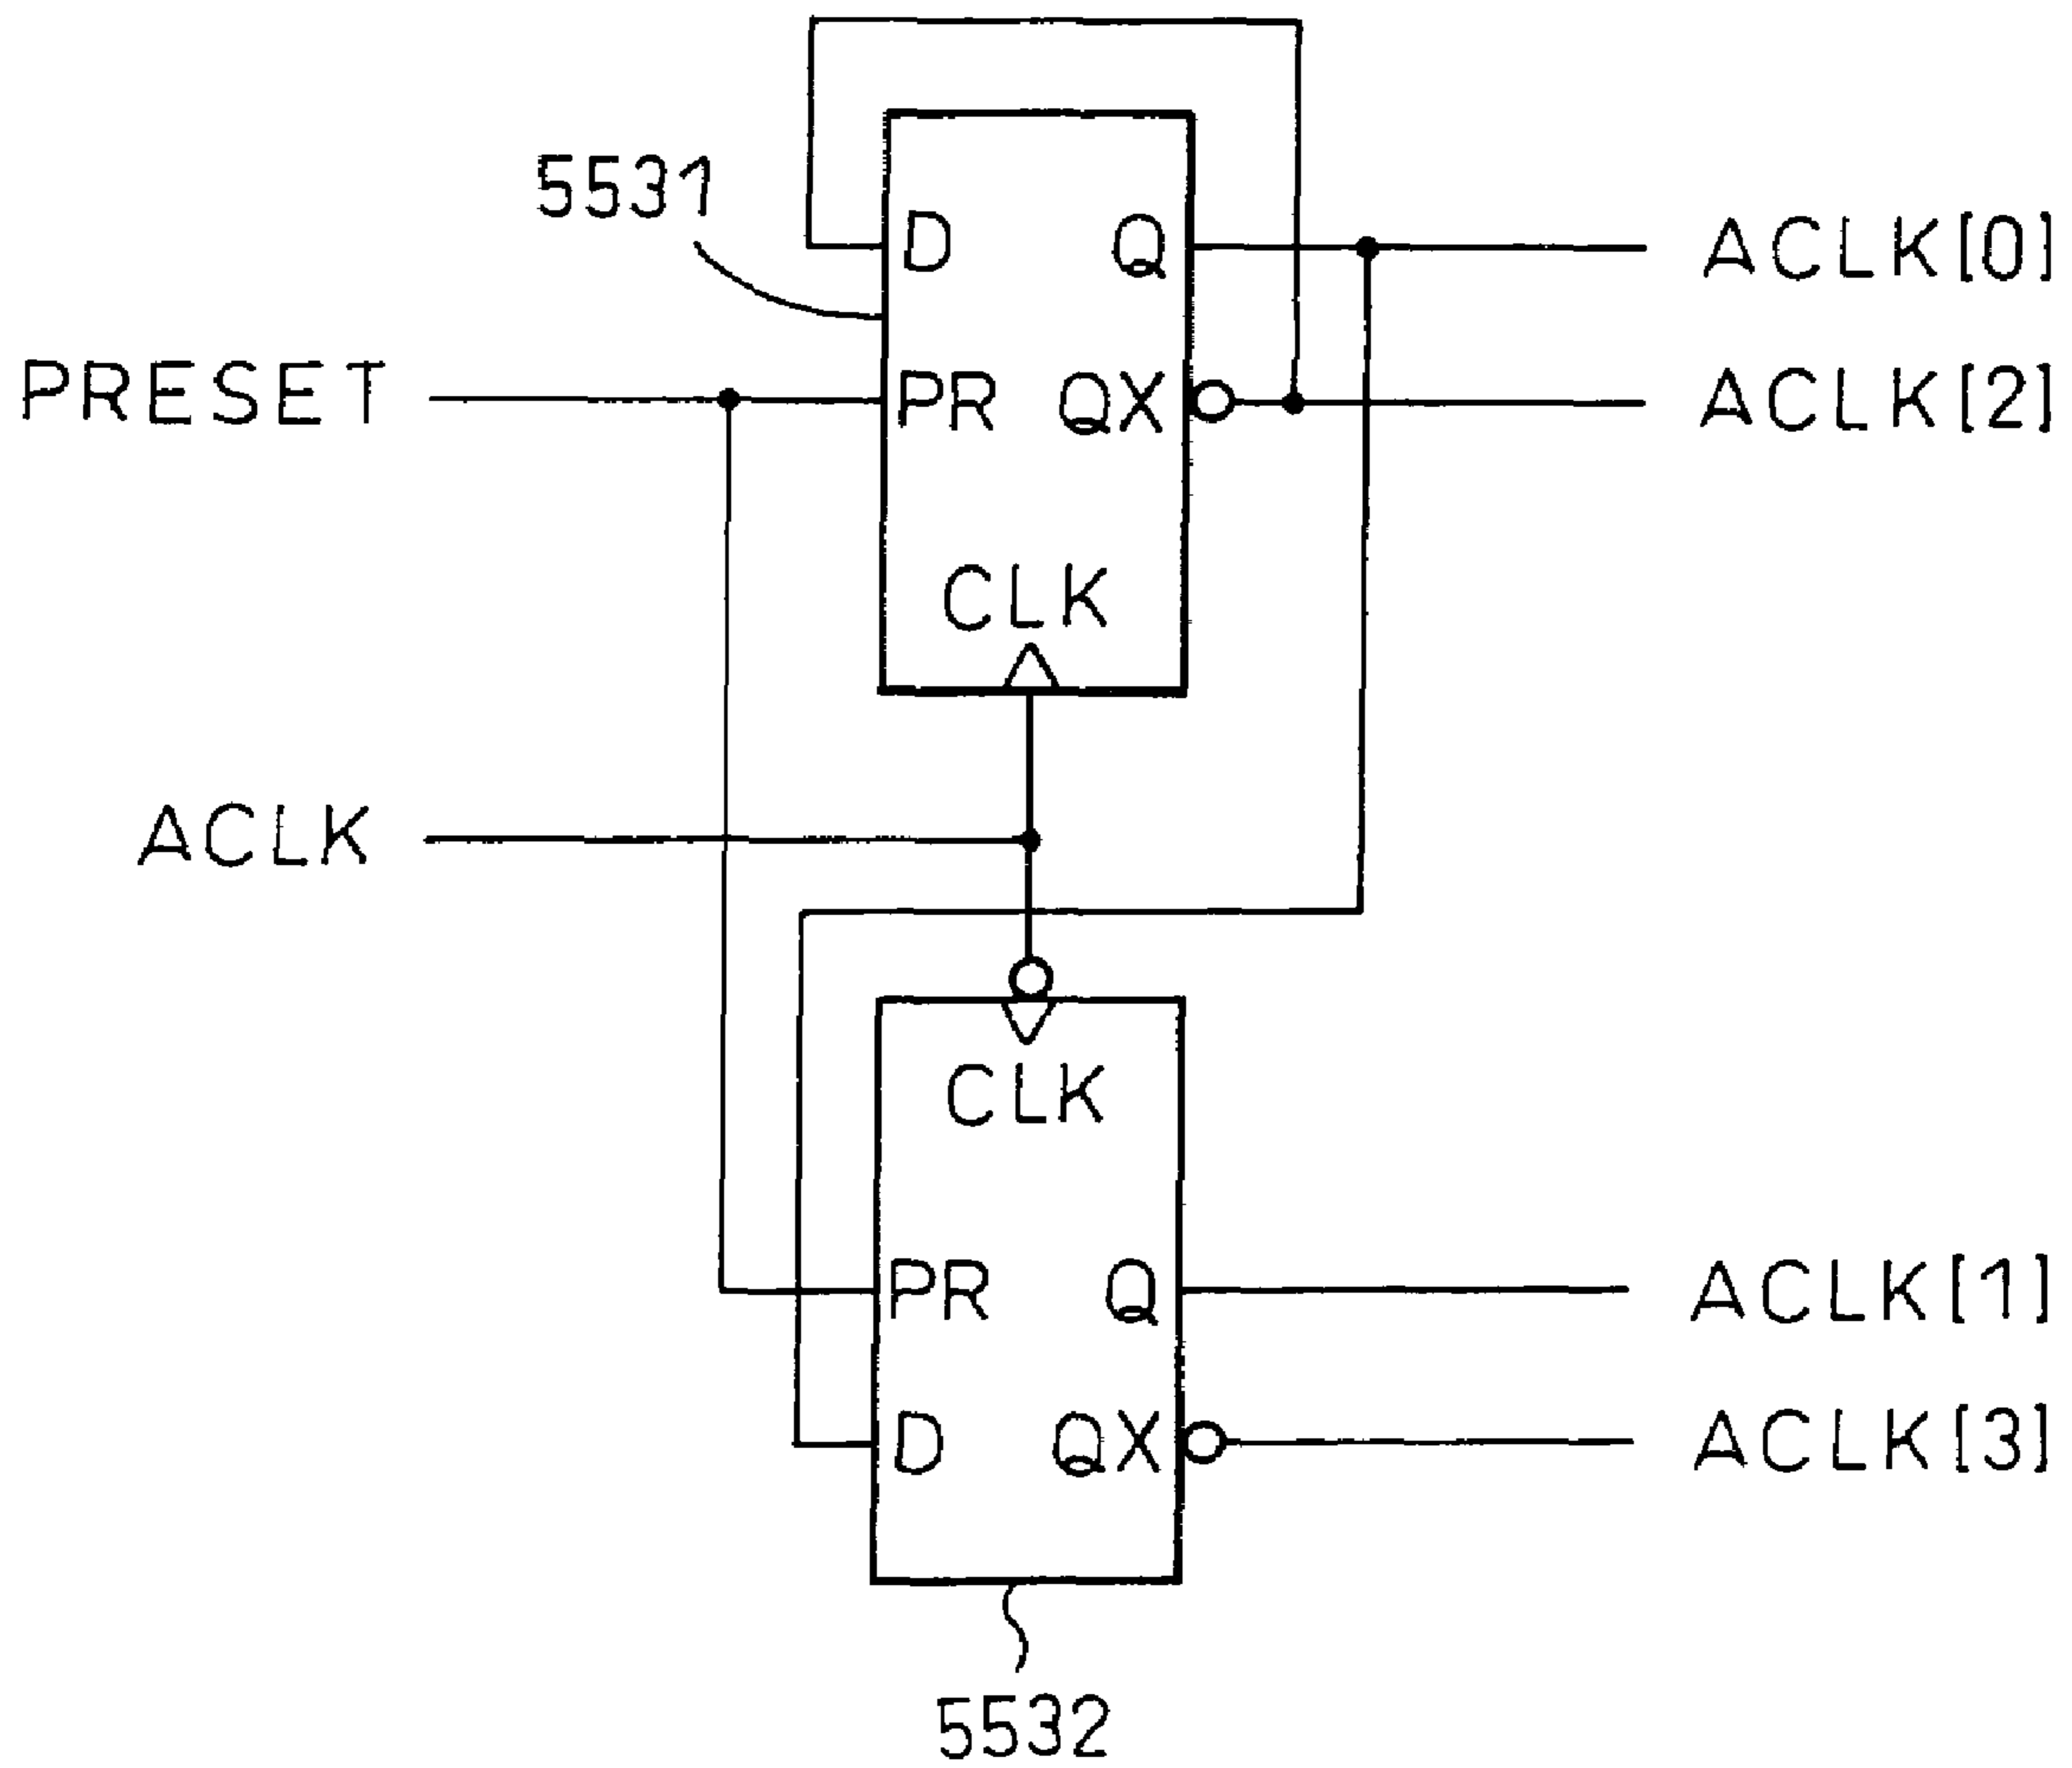 5531
D Q ACLK[0]
PRESET PR QX ACLK[2]
CLK
ACLK
CLK
PR Q ACLK[1]
D QX ACLK[3]
5532